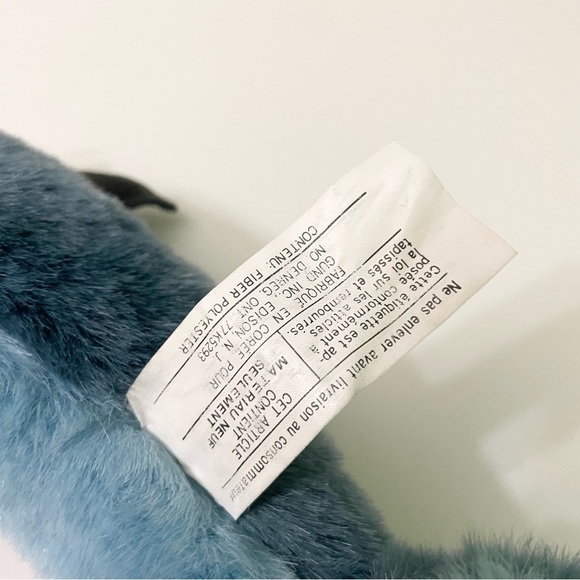 Ne pas enlever avant livraison au consommateur
Cette étiquette est ap-
posée conformément à
la loi sur les articles
tapissés et rembourrés.
CET ARTICLE
CONTIENT
MATERIAU NEUF
SEULEMENT
FABRIQUE EN COREE POUR:
GUND INC. EDISON, N. J.
NO D'ENREG. ONT. 77A5293
CONTENU: FIBER POLYESTER